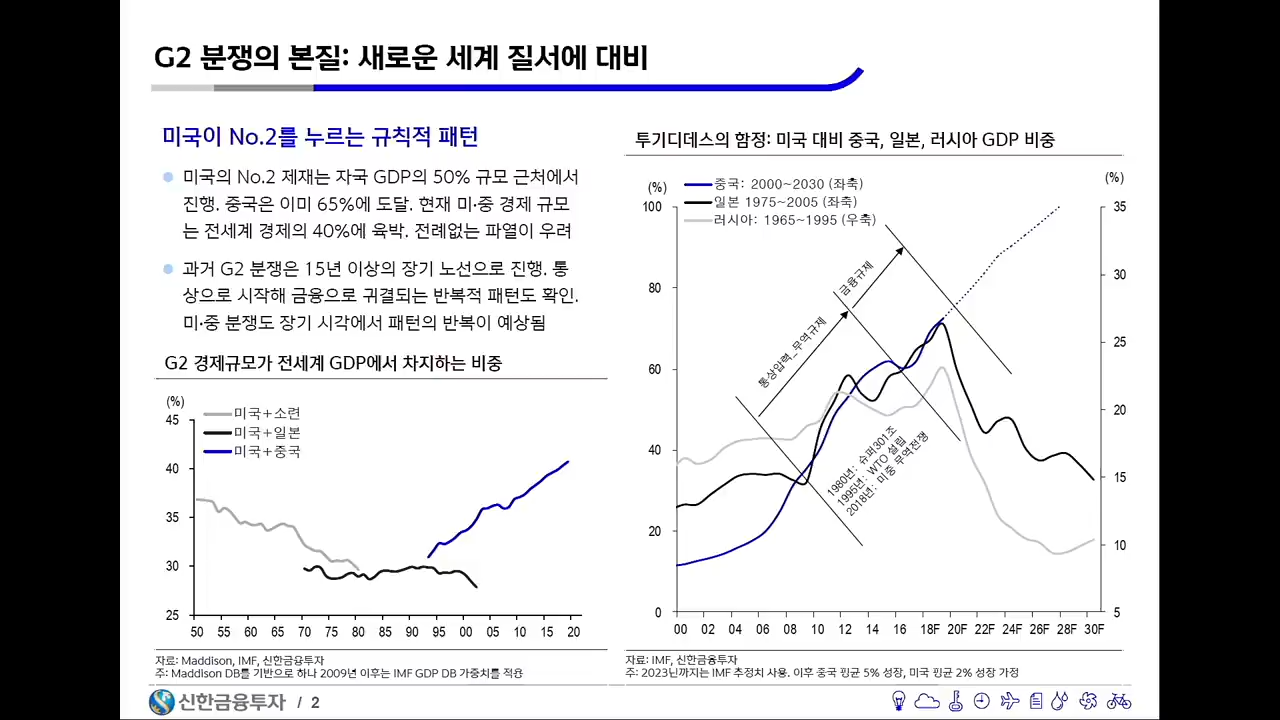 G2 분쟁의 본질: 새로운 세계 질서에 대비
미국이 No.2를 누르는 규칙적 패턴
미국의 No.2 제재는 자국 GDP의 50% 규모 근처에서
진행. 중국은 이미 65%에 도달. 현재 미·중 경제 규모
는 전세계 경제의 40%에 육박. 전례없는 파열이 우려
과거 G2 분쟁은 15년 이상의 장기 노선으로 진행. 통
상으로 시작해 금융으로 귀결되는 반복적 패턴도 확인.
미·중 분쟁도 장기 시각에서 패턴의 반복이 예상됨
G2 경제규모가 전세계 GDP에서 차지하는 비중
(%)
미국+소련
미국+일본
미국+중국
45
40
35
30
25
50 55 60 65 70 75 80 85 90 95 00 05 10 15 20
자료: Maddison, IMF, 신한금융투자
주: Maddison DB를 기반으로 하나 2009년 이후는 IMF GDP DB 가중치를 적용
투기디데스의 함정: 미국 대비 중국, 일본, 러시아 GDP 비중
(%)
(%)
중국: 2000~2030 (좌축)
일본 1975~2005 (좌축)
러시아: 1965~1995 (우축)
100
80
60
40
20
0
35
30
25
20
15
10
5
통상압력_무역규제
금융규제
1980년: 슈퍼301조
1995년: WTO 설립
2018년: 미중 무역전쟁
00 02 04 06 08 10 12 14 16 18F 20F 22F 24F 26F 28F 30F
자료: IMF, 신한금융투자
주: 2023년까지는 IMF 추정치 사용. 이후 중국 평균 5% 성장, 미국 평균 2% 성장 가정
신한금융투자 / 2